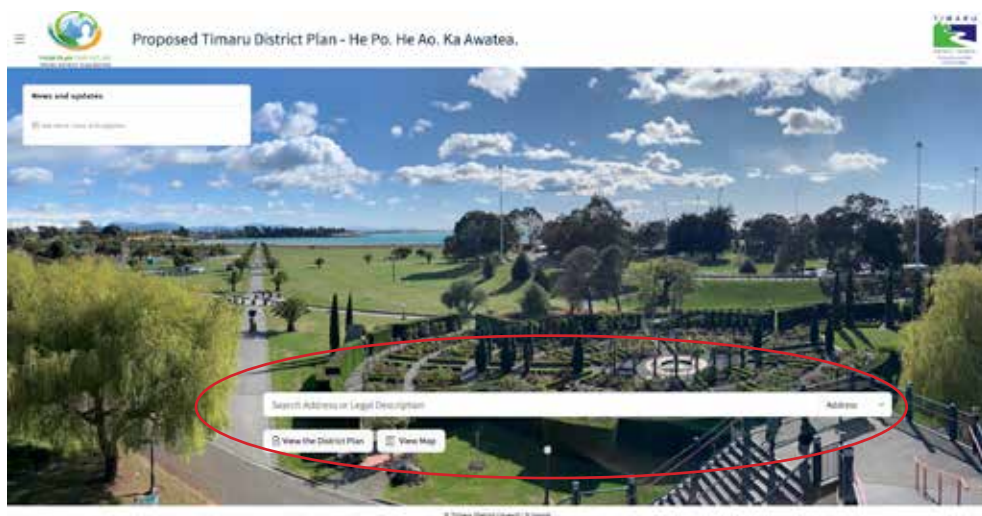 Proposed Timaru District Plan - He Po. He Ao. Ka Awatea.
TIMARU
News and updates
Search Address or Legal Description
Address
View the District Plan
View Map